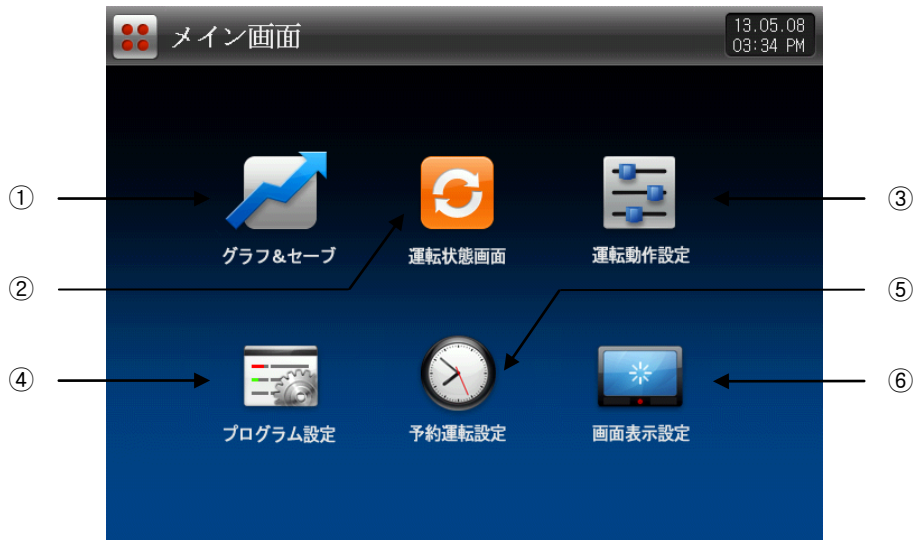 メイン画面
13.05.08
03:34 PM
①
③
グラフ&セーブ
運転状態画面
運転動作設定
②
⑤
④
⑥
プログラム設定
予約運転設定
画面表示設定